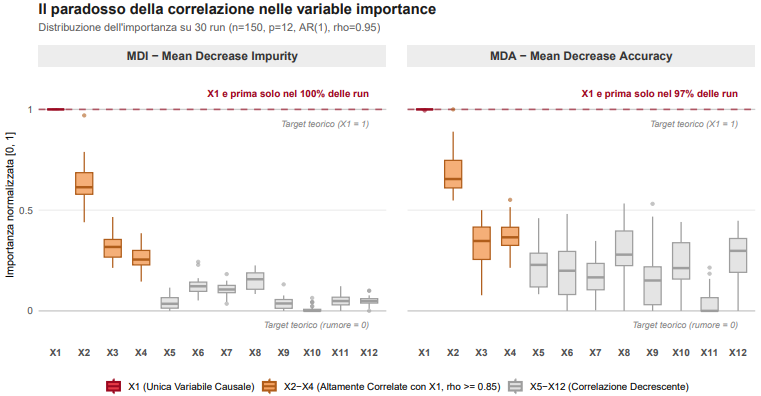 Il paradosso della correlazione nelle variable importance
Distribuzione dell'importanza su 30 run (n=150, p=12, AR(1), rho=0.95)
MDI − Mean Decrease Impurity
MDA − Mean Decrease Accuracy
X1 e prima solo nel 100% delle run
X1 e prima solo nel 97% delle run
Target teorico (X1 = 1)
Target teorico (X1 = 1)
Importanza normalizzata [0, 1]
1
0.5
0
Target teorico (rumore = 0)
Target teorico (rumore = 0)
X1 X2 X3 X4 X5 X6 X7 X8 X9 X10 X11 X12
X1 X2 X3 X4 X5 X6 X7 X8 X9 X10 X11 X12
X1 (Unica Variabile Causale) X2−X4 (Altamente Correlate con X1, rho >= 0.85) X5−X12 (Correlazione Decrescente)